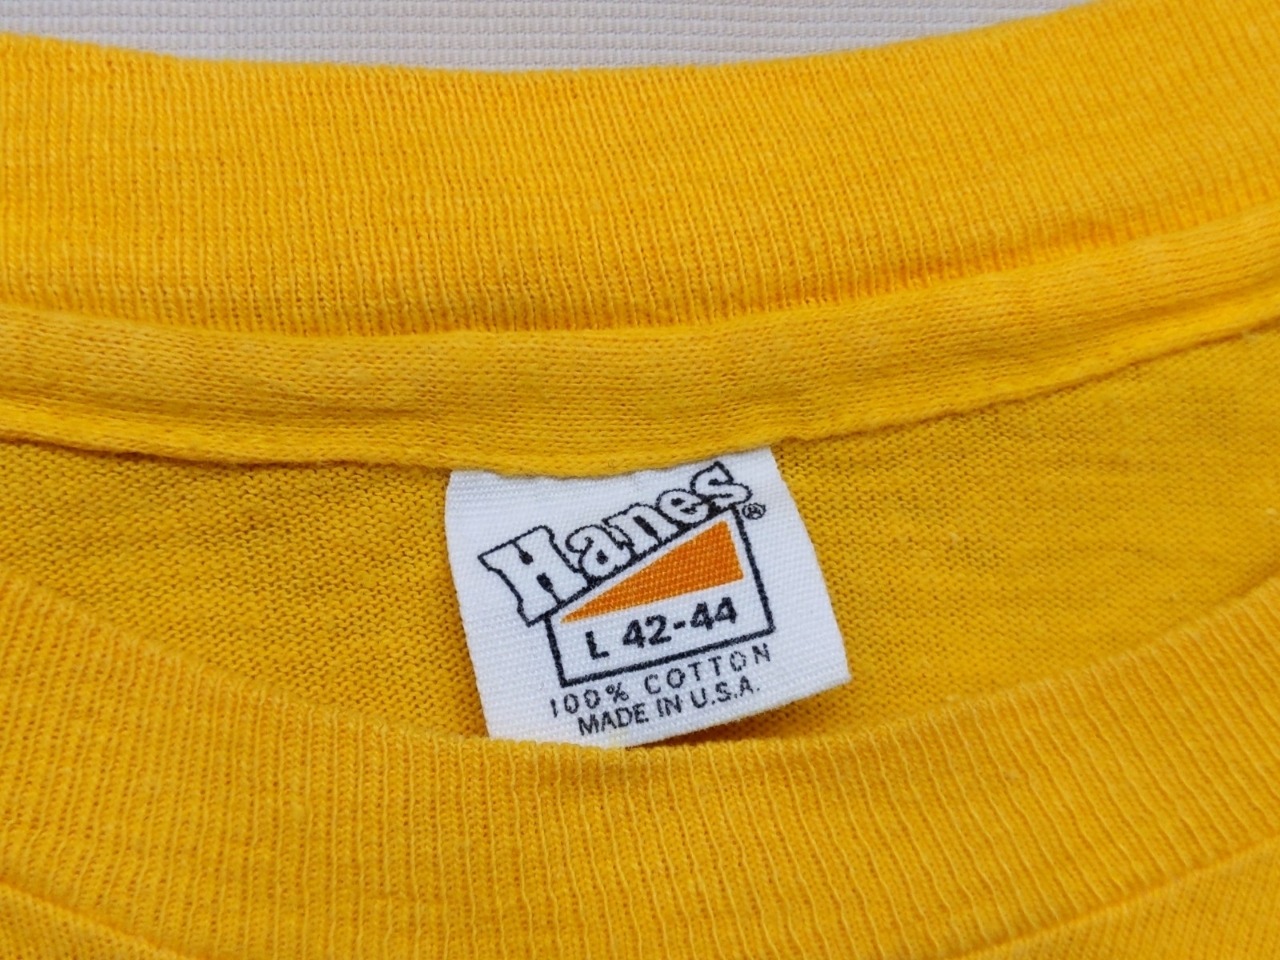 Hanes®
L 42-44
100% COTTON
MADE IN U.S.A.